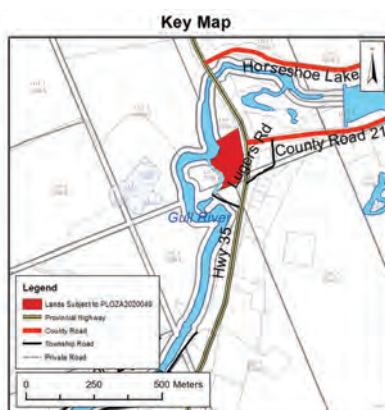 Key Map
Horseshoe Lake
County Road 21
Lugers Rd
Gull River
Hwy 35
Legend
Lands Subject to PLOZA2020049
Provincial Highway
County Road
Township Road
Private Road
0 250 500 Meters